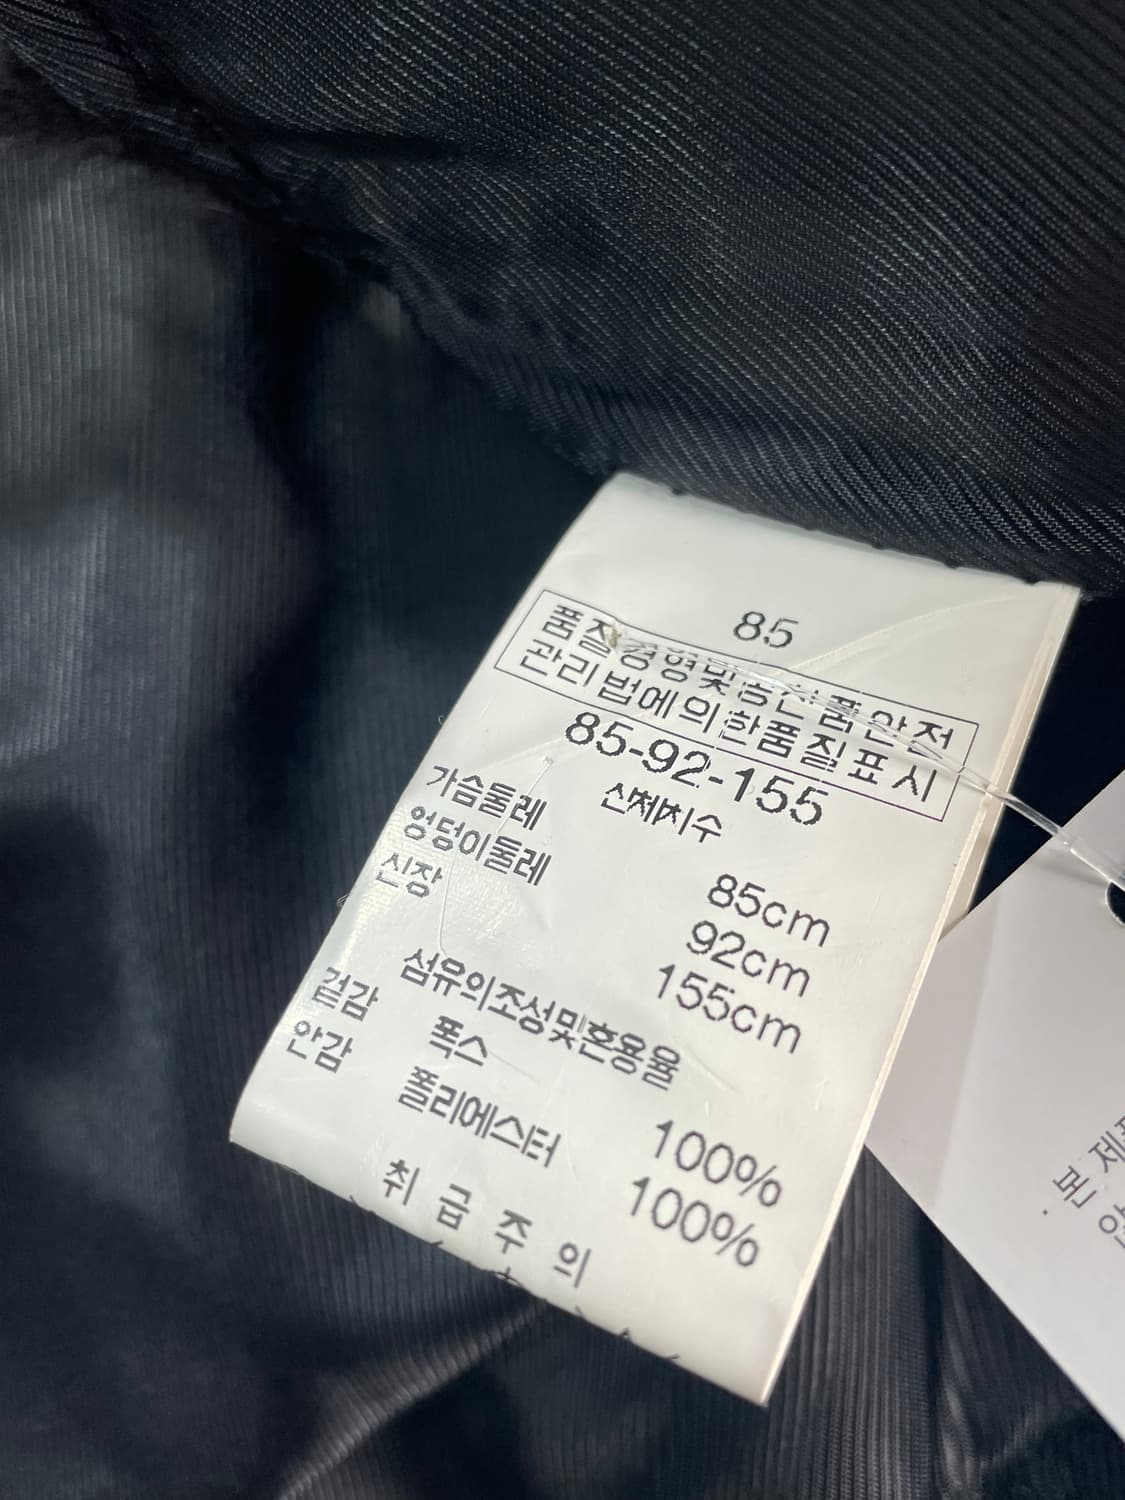 85
품질경영및공산품안전
관리법에의한품질표시
85-92-155
신체치수
가슴둘레 85cm
엉덩이둘레 92cm
신장 155cm
섬유의조성및혼용율
겉감 폭스 100%
안감 폴리에스터 100%
취급주의
본 제품